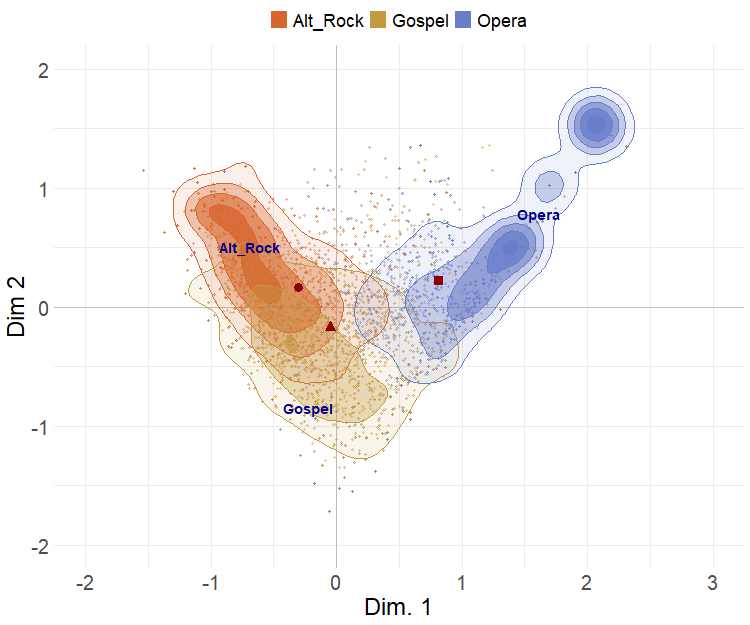 Alt_Rock Gospel Opera
2
1
0
-1
-2
Dim 2
Opera
Alt_Rock
Gospel
-2 -1 0 1 2 3
Dim. 1